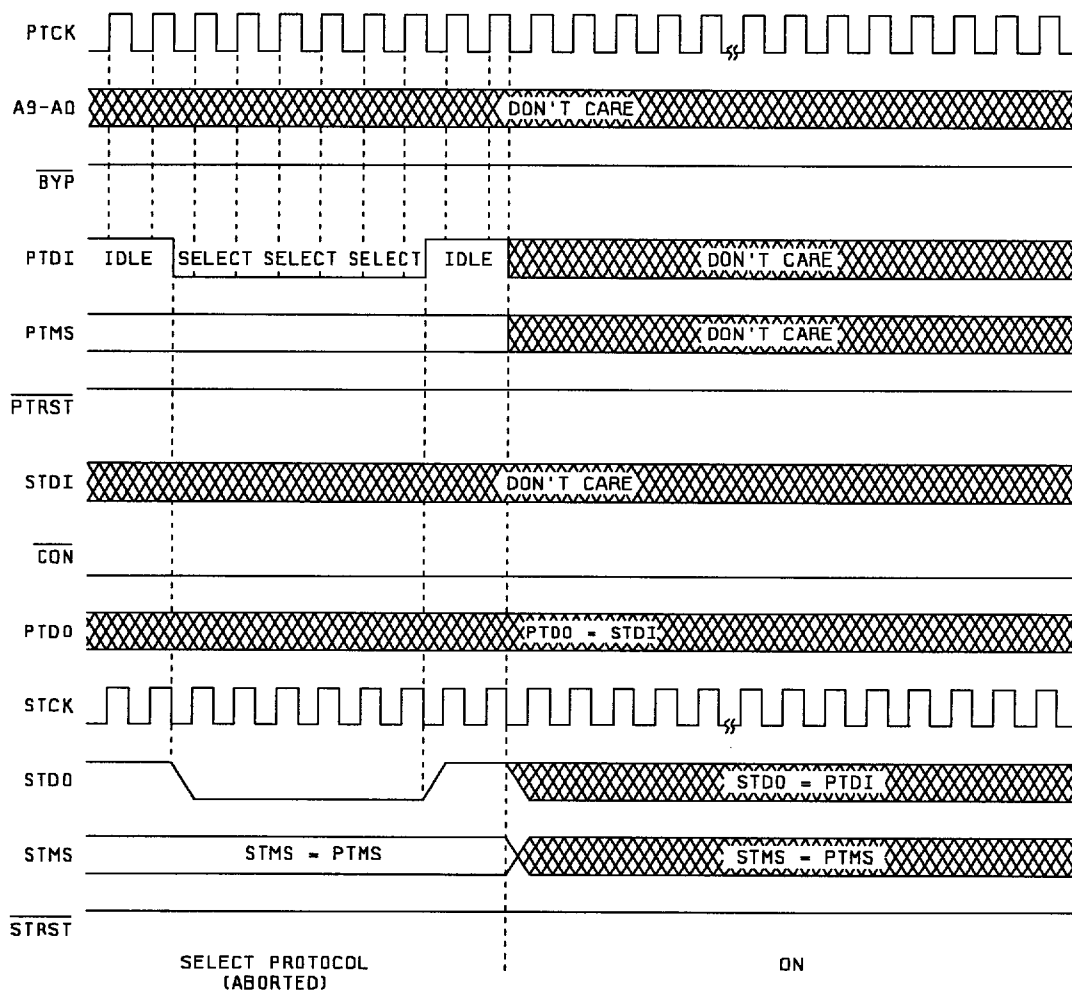 PTCK
A9-A0 DON'T CARE
BYP
PTDI IDLE SELECT SELECT SELECT IDLE DON'T CARE
PTMS DON'T CARE
PTRST
STDI DON'T CARE
CON
PTDO PTDO = STDI
STCK
STDO STDO = PTDI
STMS STMS = PTMS STMS = PTMS
STRST
SELECT PROTOCOL ON
(ABORTED)